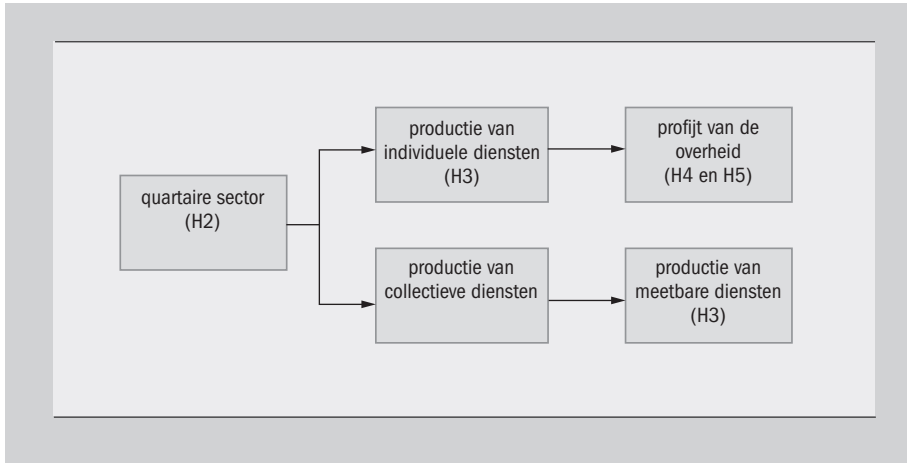 quartaire sector
(H2)
productie van
individuele diensten
(H3)
profijt van de
overheid
(H4 en H5)
productie van
collectieve diensten
productie van
meetbare diensten
(H3)